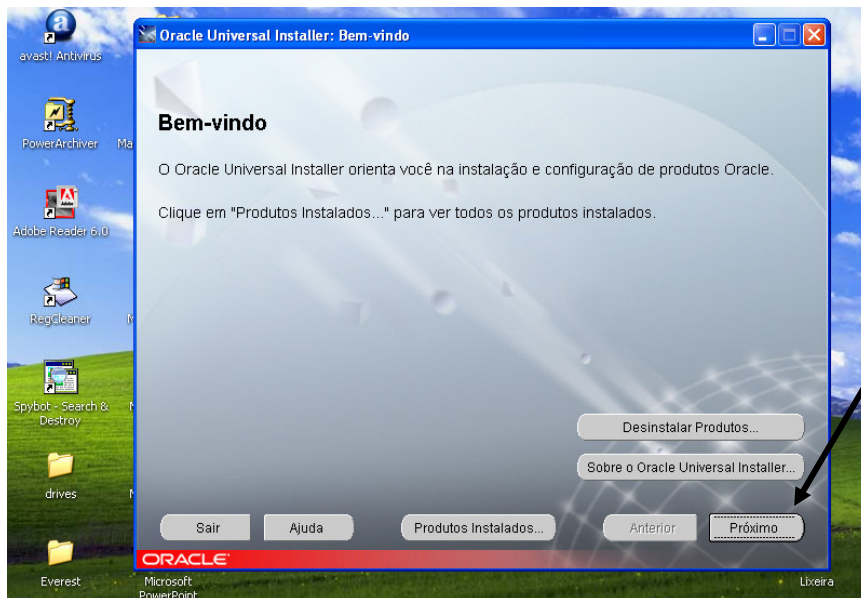 avast! Antivirus
PowerArchiver
Ma
Adobe Reader 6.0
RegCleaner
Spybot - Search &
Destroy
drives
Everest
Microsoft
PowerPoint
Lixeira
Oracle Universal Installer: Bem-vindo
Bem-vindo
O Oracle Universal Installer orienta você na instalação e configuração de produtos Oracle.
Clique em "Produtos Instalados..." para ver todos os produtos instalados.
Desinstalar Produtos...
Sobre o Oracle Universal Installer...
Sair
Ajuda
Produtos Instalados...
Anterior
Próximo
ORACLE